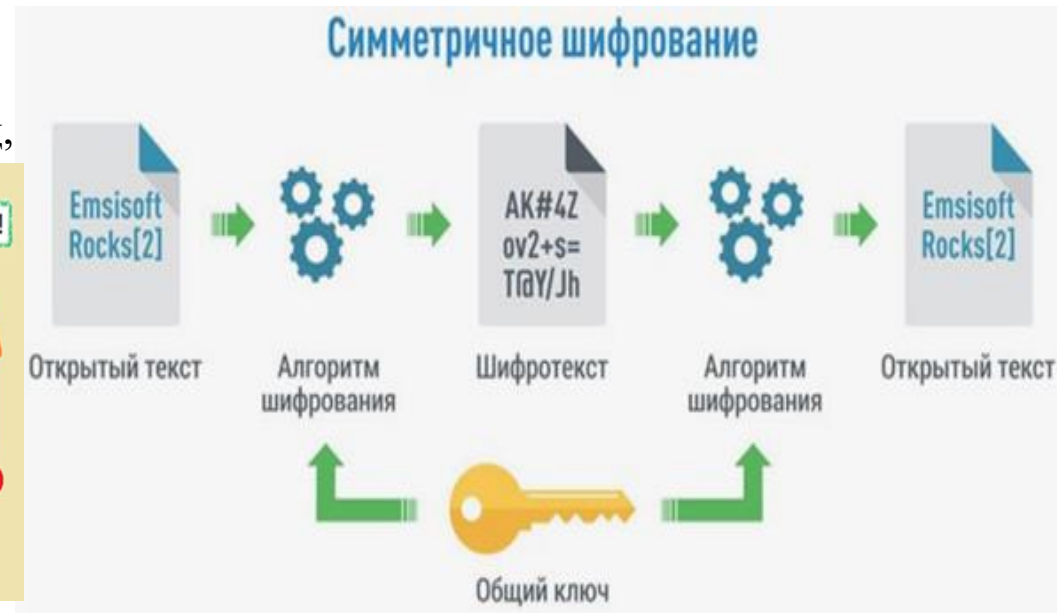 Симметричное шифрование
Emsisoft
Rocks[2]
AK#4Z
ov2+s=
T@Y/Jh
Emsisoft
Rocks[2]
Открытый текст
Алгоритм
шифрования
Шифротекст
Алгоритм
шифрования
Открытый текст
Общий ключ